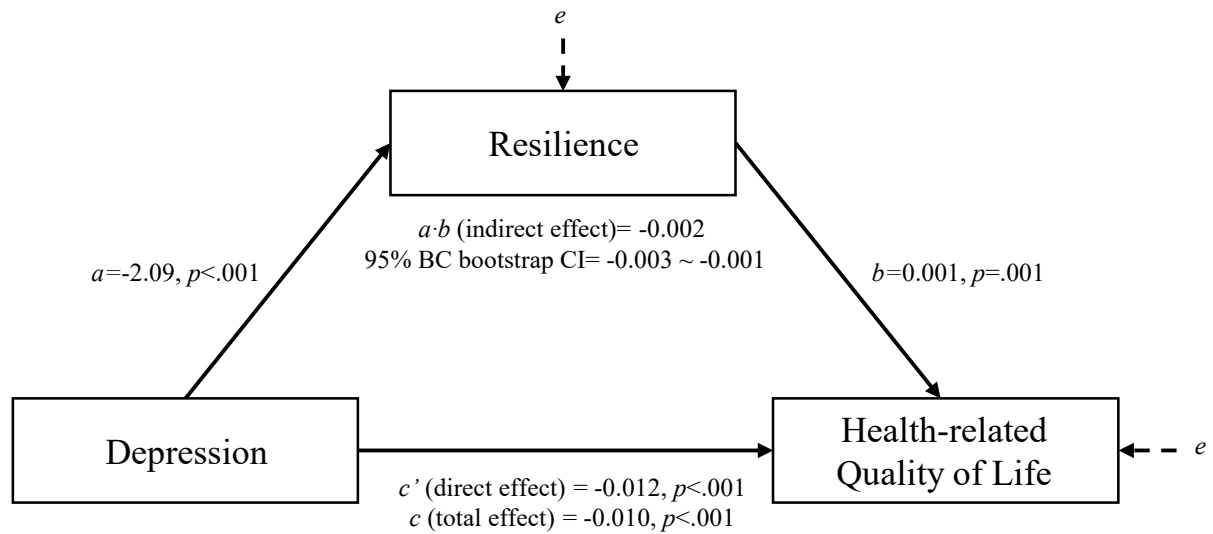 e
Resilience
a·b (indirect effect)= -0.002
95% BC bootstrap CI= -0.003 ~ -0.001
a=-2.09, p<.001
b=0.001, p=.001
Depression
Health-related
Quality of Life
e
c’ (direct effect) = -0.012, p<.001
c (total effect) = -0.010, p<.001